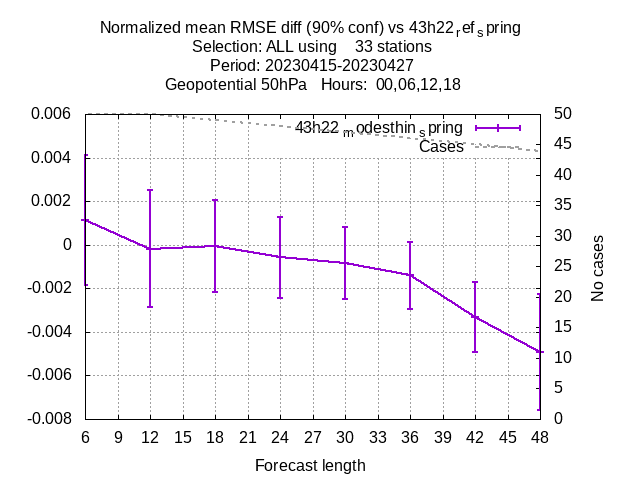 Normalized mean RMSE diff (90% conf) vs 43h22ᵣefₛpring
Selection: ALL using 33 stations
Period: 20230415-20230427
Geopotential 50hPa Hours: 00,06,12,18
0.006
0.004
0.002
0
-0.002
-0.004
-0.006
-0.008
43h22ₘodesthinₛpring
Cases
50
45
40
35
30
25
20
15
10
5
0
No cases
6 9 12 15 18 21 24 27 30 33 36 39 42 45 48
Forecast length